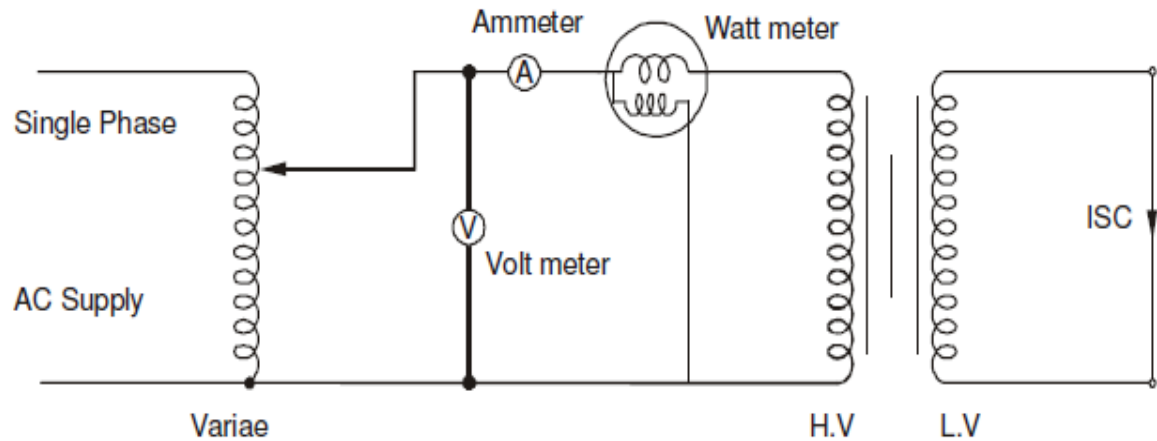 Ammeter
Watt meter
A
Single Phase
V
ISC
Volt meter
AC Supply
Variae
H.V
L.V